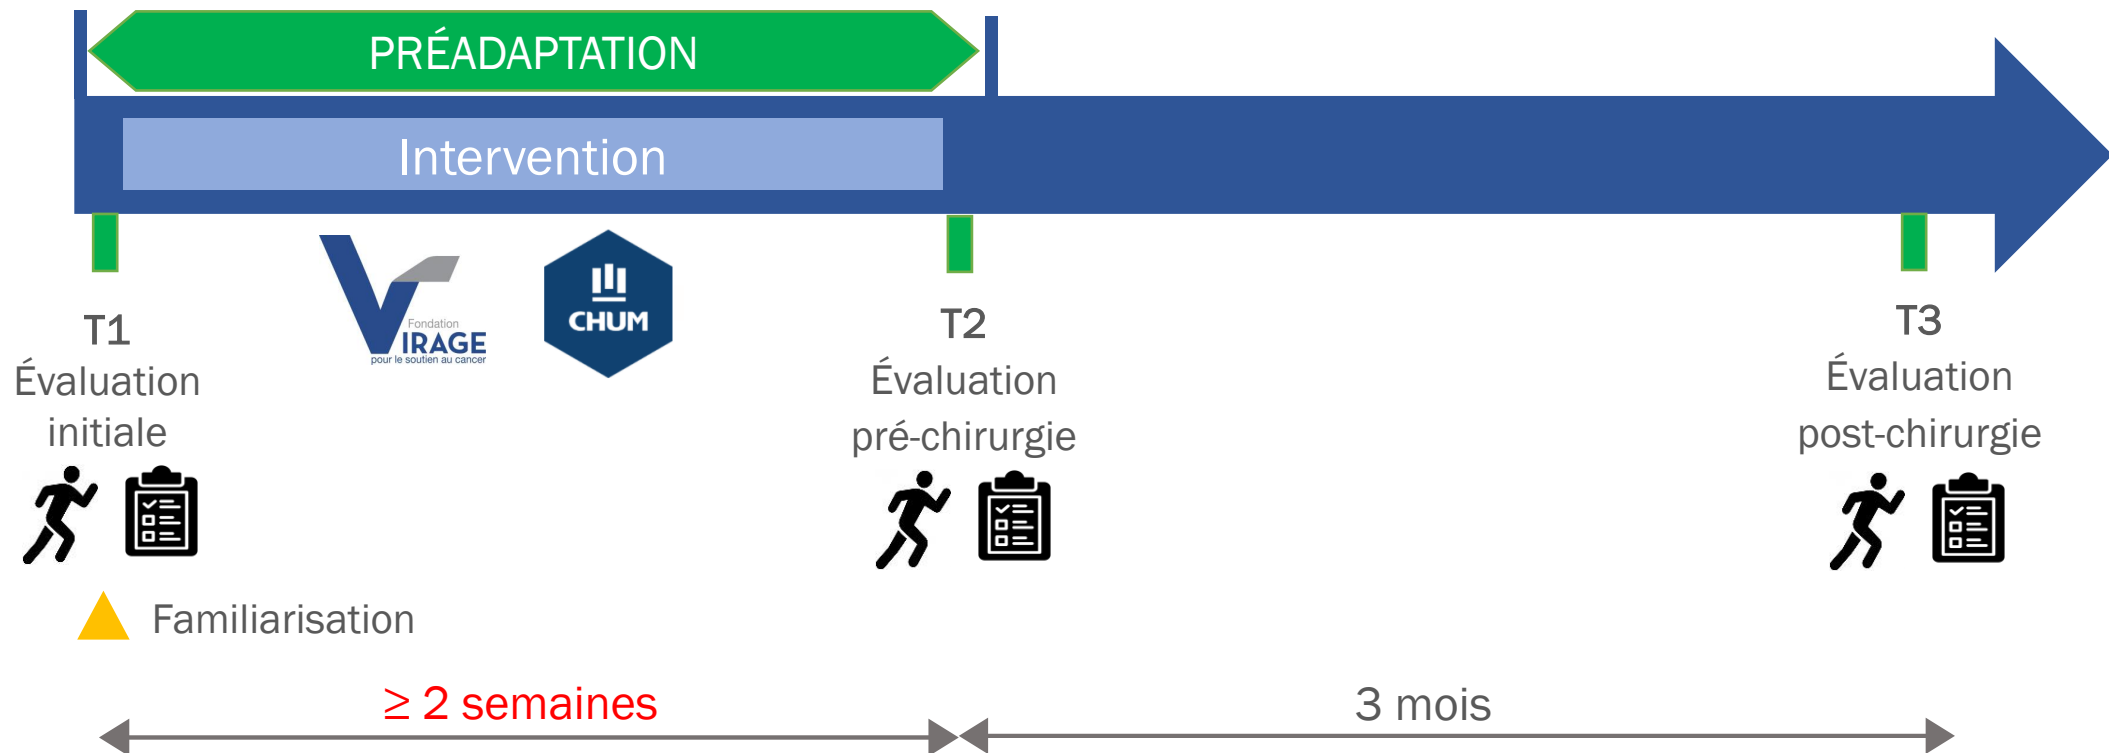 PRÉADAPTATION
Intervention
Fondation
VIRAGE
pour le soutien au cancer
CHUM
T1
Évaluation
initiale
T2
Évaluation
pré-chirurgie
T3
Évaluation
post-chirurgie
Familiarisation
≥ 2 semaines
3 mois